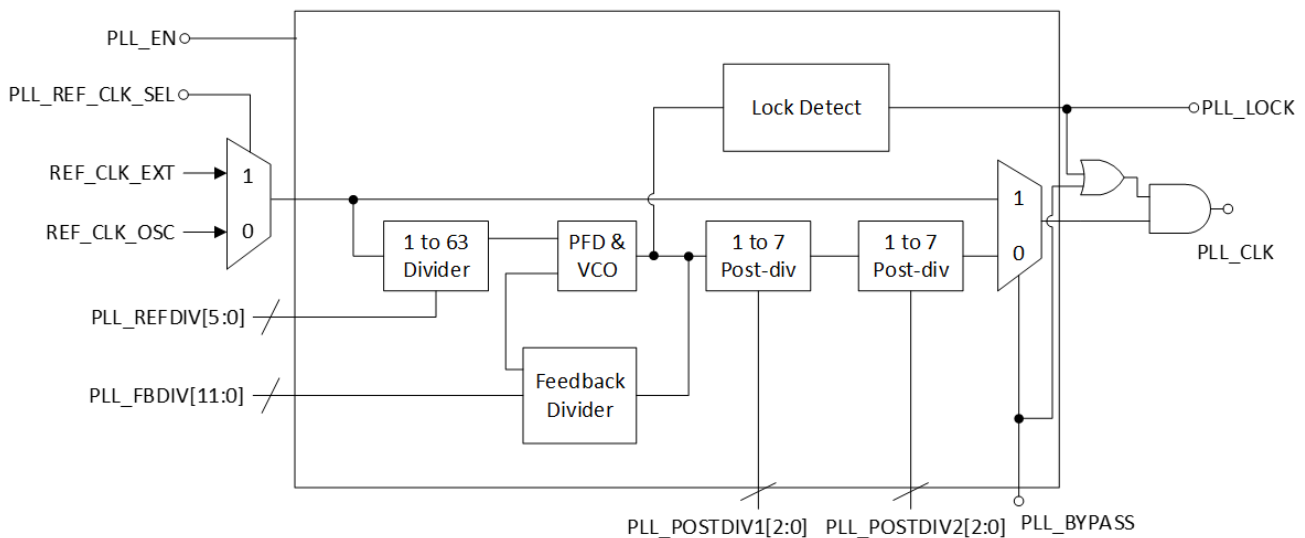 PLL_EN
PLL_REF_CLK_SEL
Lock Detect
PLL_LOCK
REF_CLK_EXT
1
1
REF_CLK_OSC
0
1 to 63
Divider
PFD &
VCO
1 to 7
Post-div
1 to 7
Post-div
0
PLL_CLK
PLL_REFDIV[5:0]
PLL_FBDIV[11:0]
Feedback
Divider
PLL_POSTDIV1[2:0]
PLL_POSTDIV2[2:0]
PLL_BYPASS